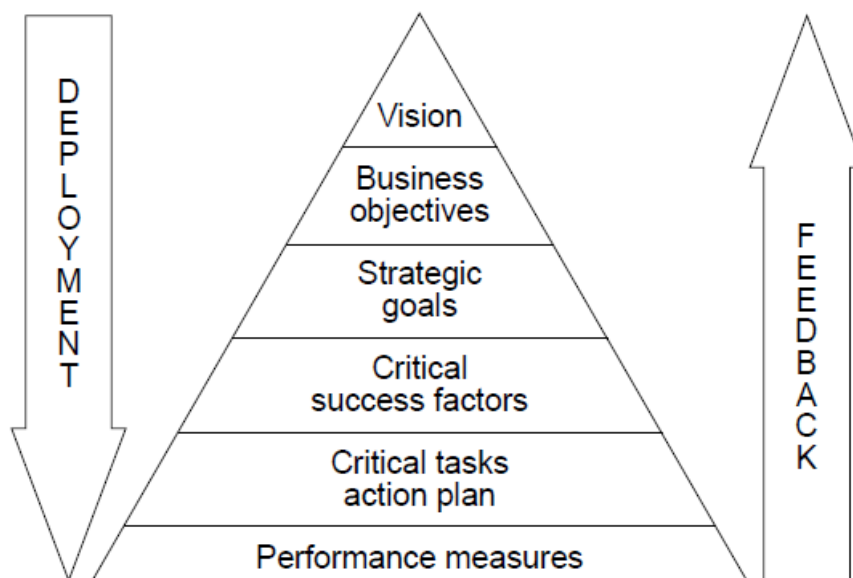 DEPLOYMENT
Vision
Business
objectives
Strategic
goals
Critical
success factors
Critical tasks
action plan
Performance measures
FEEDBACK